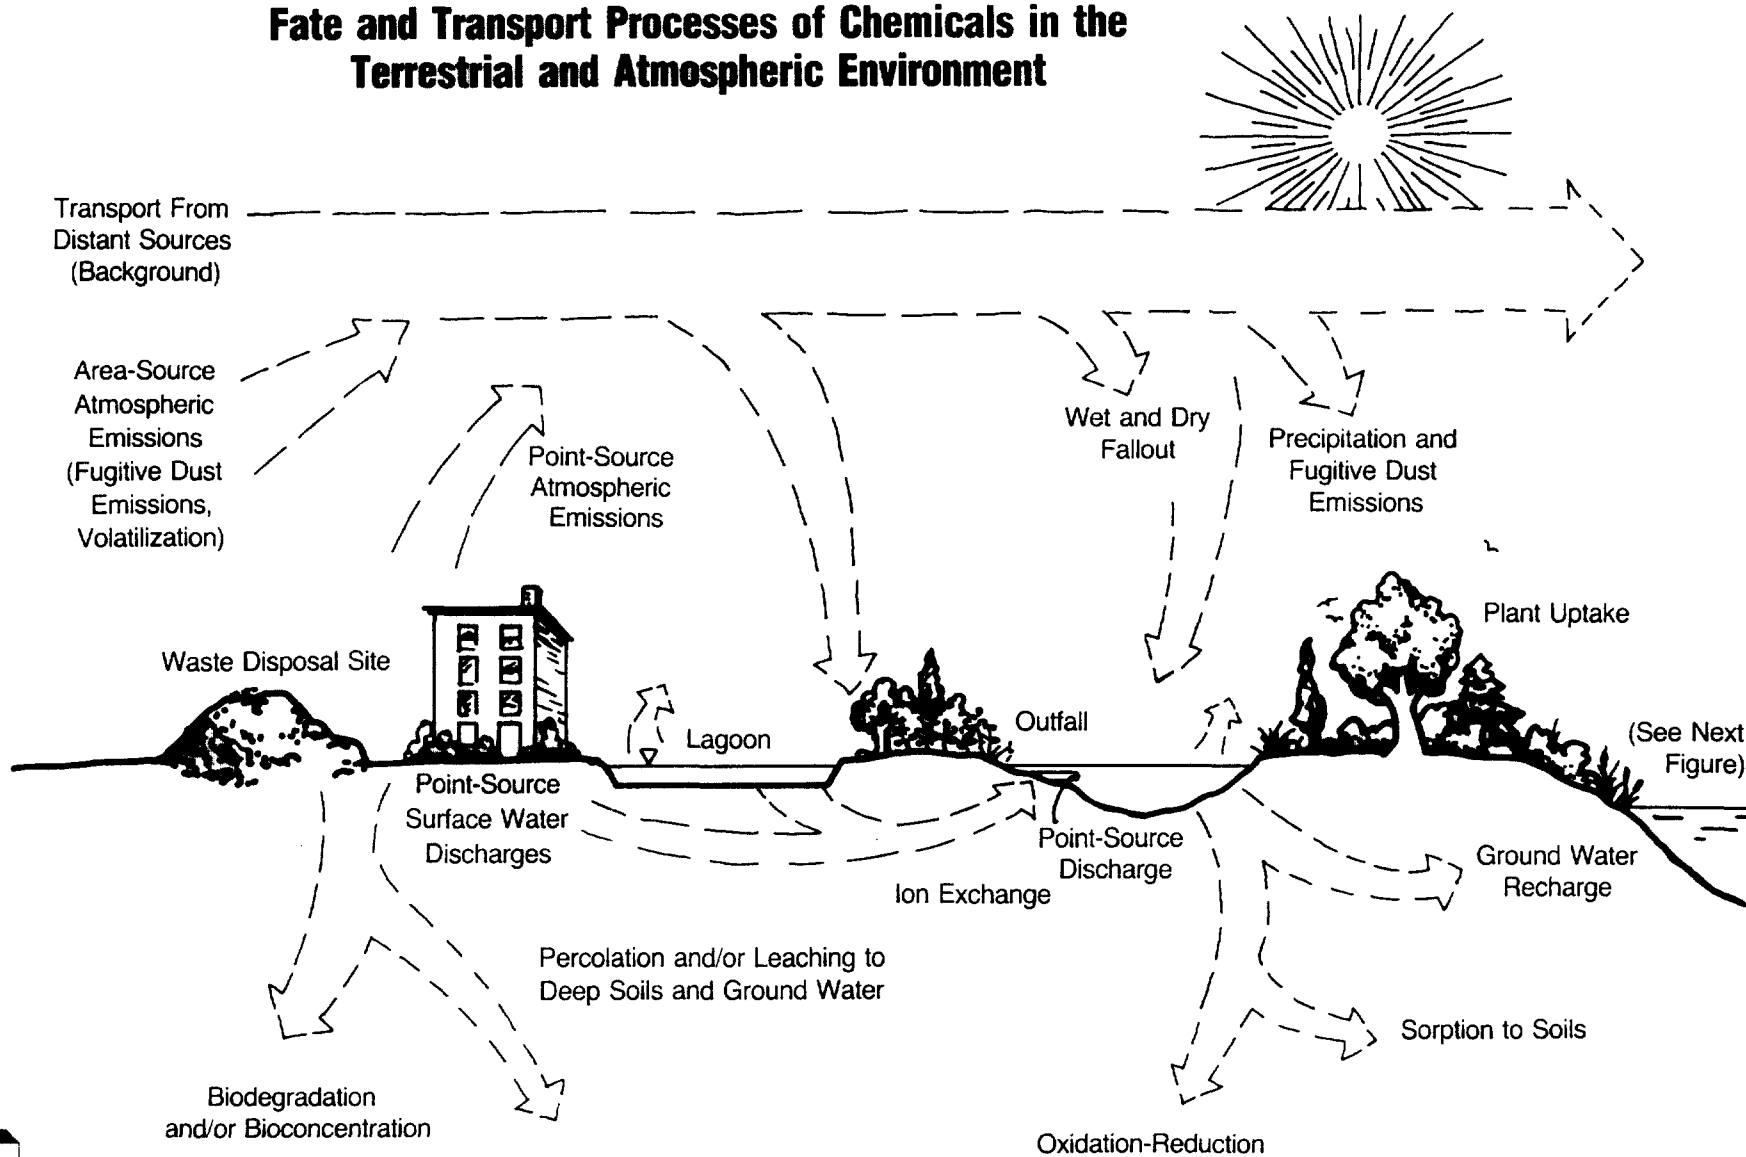 Fate and Transport Processes of Chemicals in the
Terrestrial and Atmospheric Environment
Transport From
Distant Sources
(Background)
Area-Source
Atmospheric
Emissions
(Fugitive Dust
Emissions,
Volatilization)
Point-Source
Atmospheric
Emissions
Wet and Dry
Fallout
Precipitation and
Fugitive Dust
Emissions
Plant Uptake
Waste Disposal Site
Lagoon
Outfall
(See Next
Figure)
Point-Source
Surface Water
Discharges
Point-Source
Discharge
Ground Water
Recharge
Ion Exchange
Percolation and/or Leaching to
Deep Soils and Ground Water
Sorption to Soils
Biodegradation
and/or Bioconcentration
Oxidation-Reduction